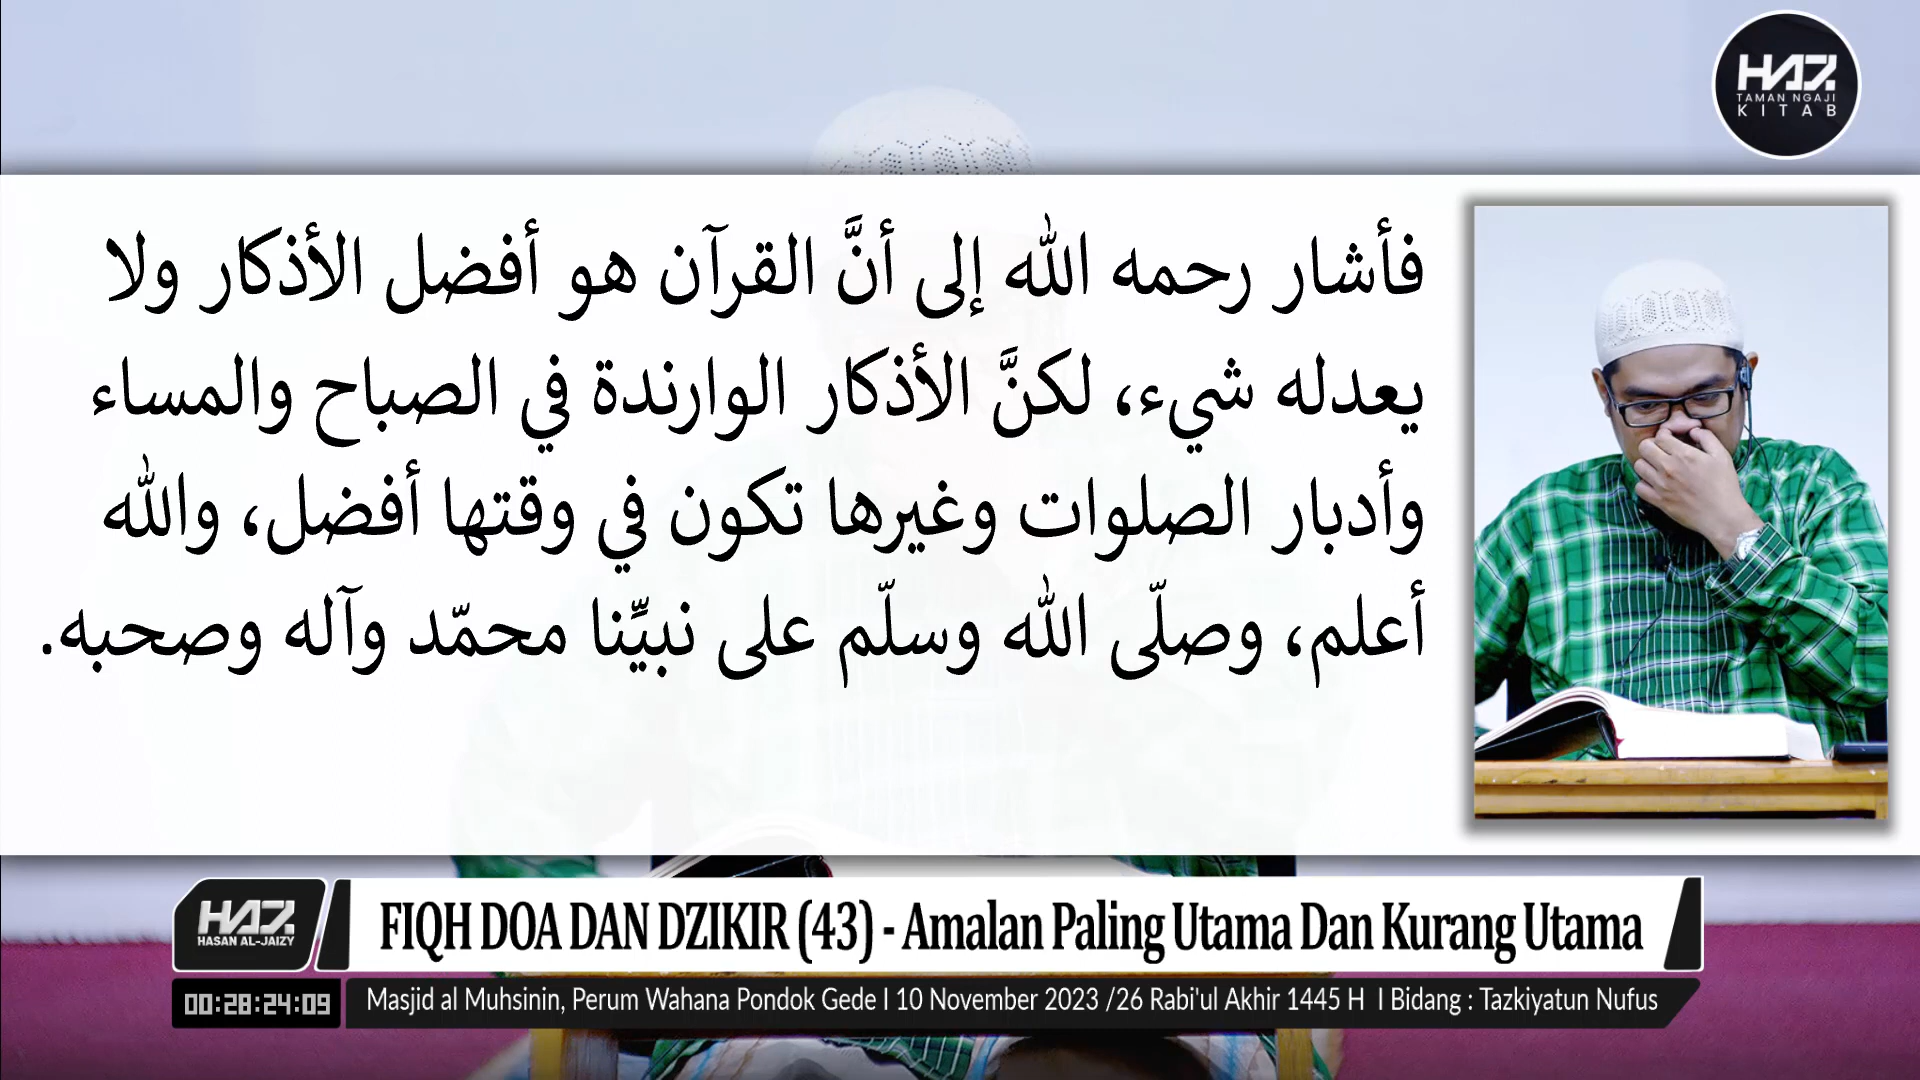 HAZ.
TAMAN NGAJI
KITAB
فأشار رحمه الله إلى أنَّ القرآن هو أفضل الأذكار ولا
يعدله شيء، لكنَّ الأذكار الوارندة في الصباح والمساء
وأدبار الصلوات وغيرها تكون في وقتها أفضل، والله
أعلم، وصلّى الله وسلّم على نبيِّنا محمّد وآله وصحبه.
HAZ.
HASAN AL-JAIZY
FIQH DOA DAN DZIKIR (43) - Amalan Paling Utama Dan Kurang Utama
00:28:24:09
Masjid al Muhsinin, Perum Wahana Pondok Gede I 10 November 2023 /26 Rabi'ul Akhir 1445 H I Bidang : Tazkiyatun Nufus